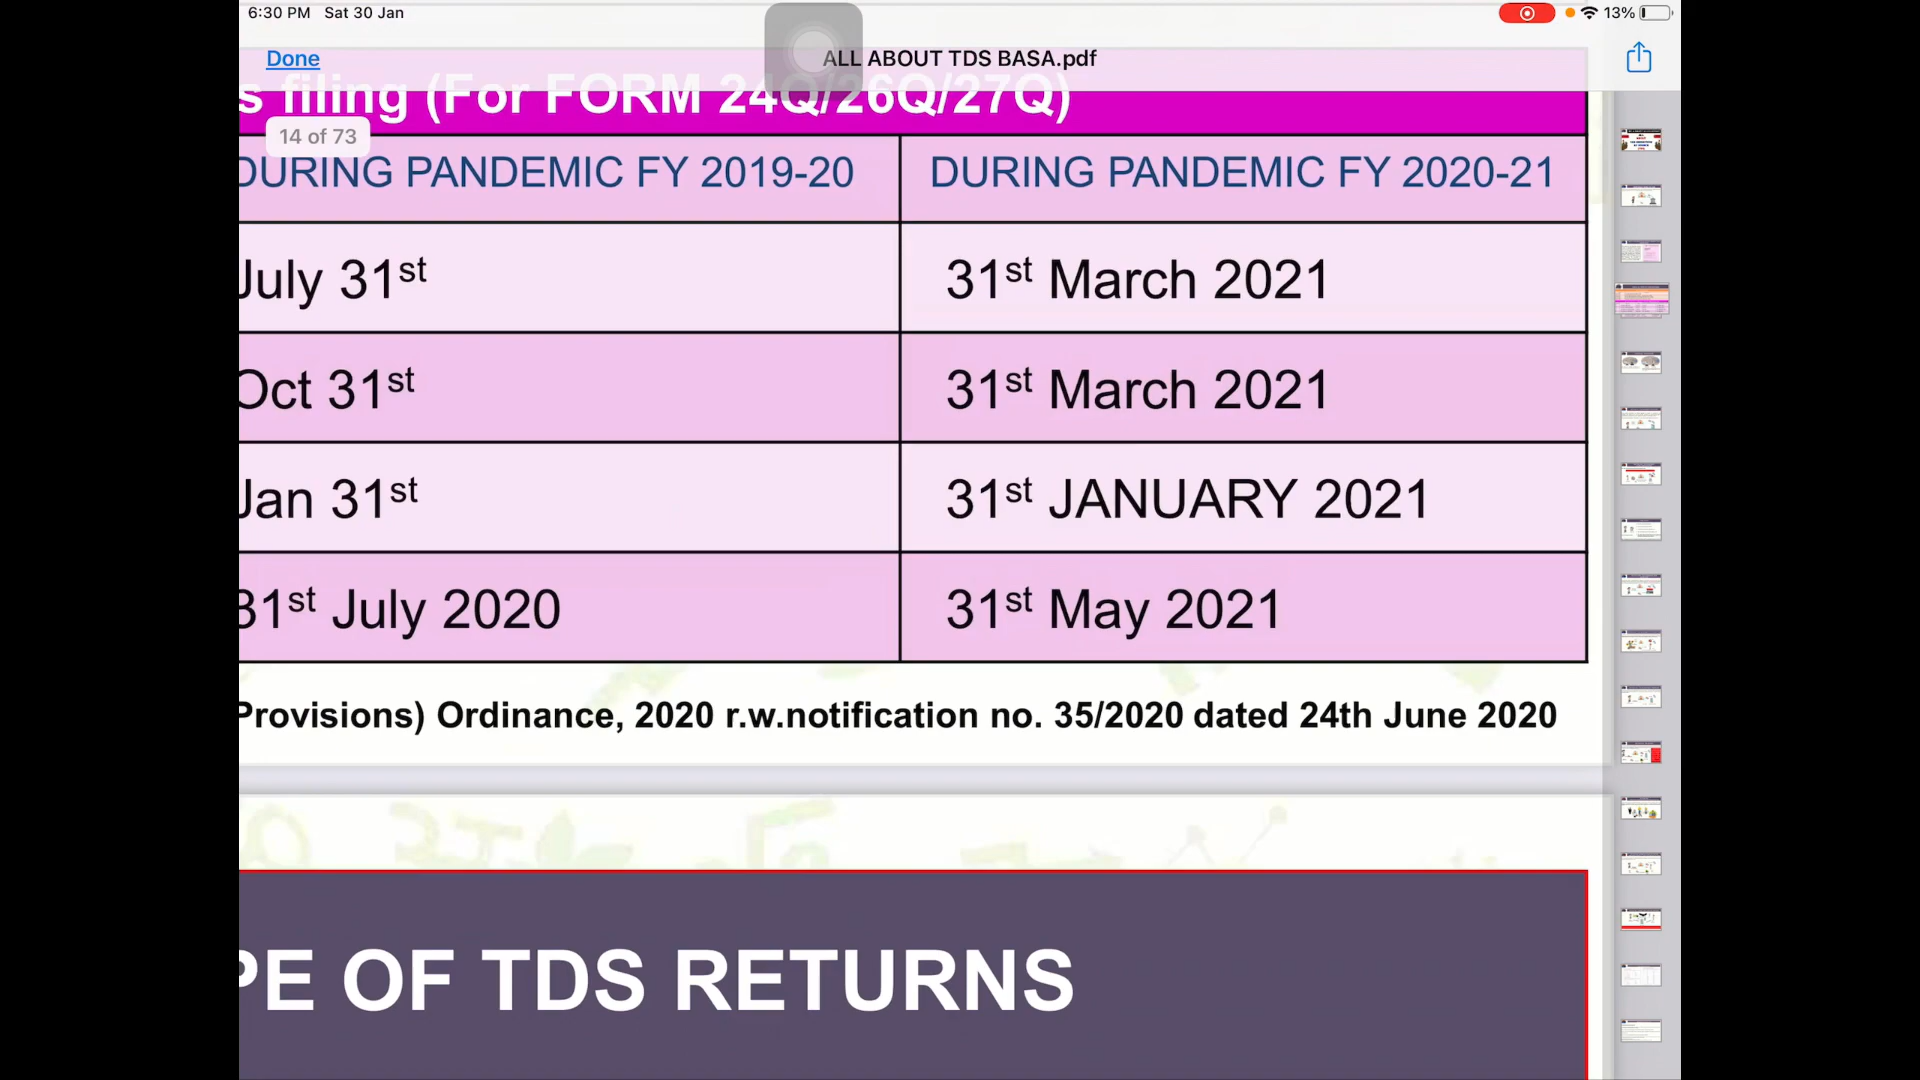 6:30 PM Sat 30 Jan
13%
Done
ALL ABOUT TDS BASA.pdf
s filing (For FORM 24Q/26Q/27Q)
14 of 73
DURING PANDEMIC FY 2019-20
DURING PANDEMIC FY 2020-21
July 31st
31st March 2021
Oct 31st
31st March 2021
Jan 31st
31st JANUARY 2021
31st July 2020
31st May 2021
Provisions) Ordinance, 2020 r.w.notification no. 35/2020 dated 24th June 2020
PE OF TDS RETURNS